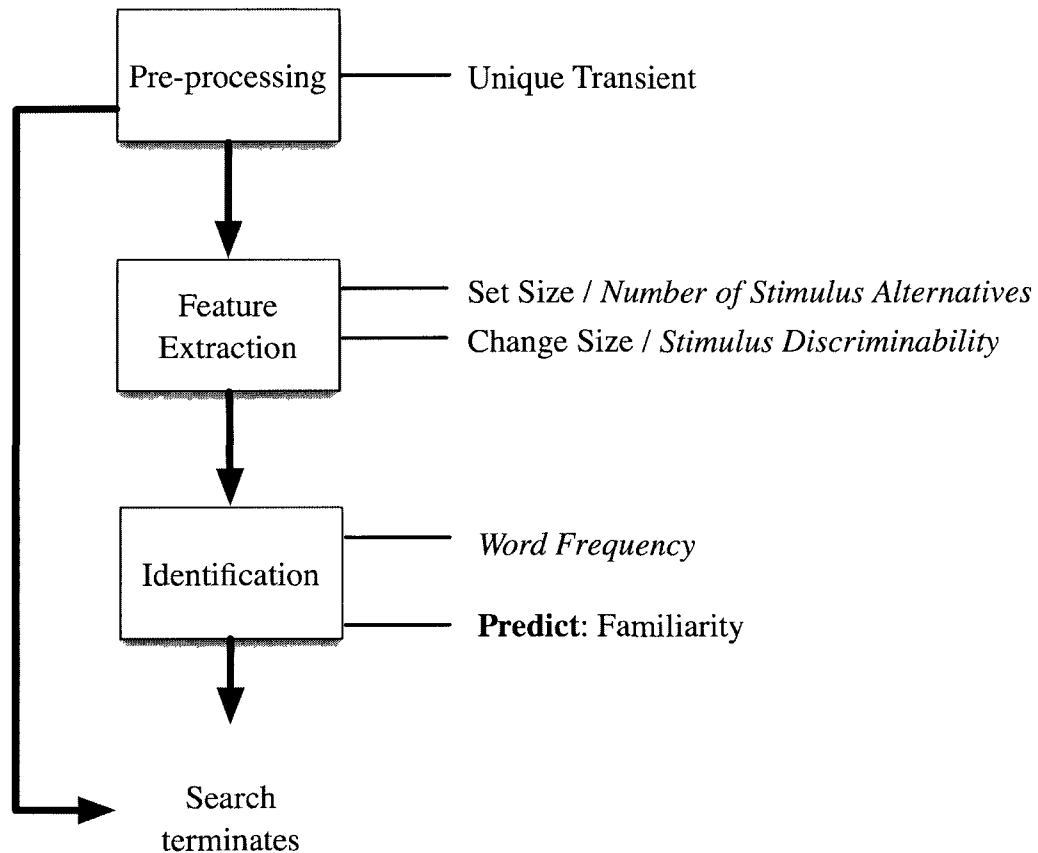 Pre-processing
Unique Transient
Feature
Extraction
Set Size / Number of Stimulus Alternatives
Change Size / Stimulus Discriminability
Identification
Word Frequency
Predict: Familiarity
Search
terminates